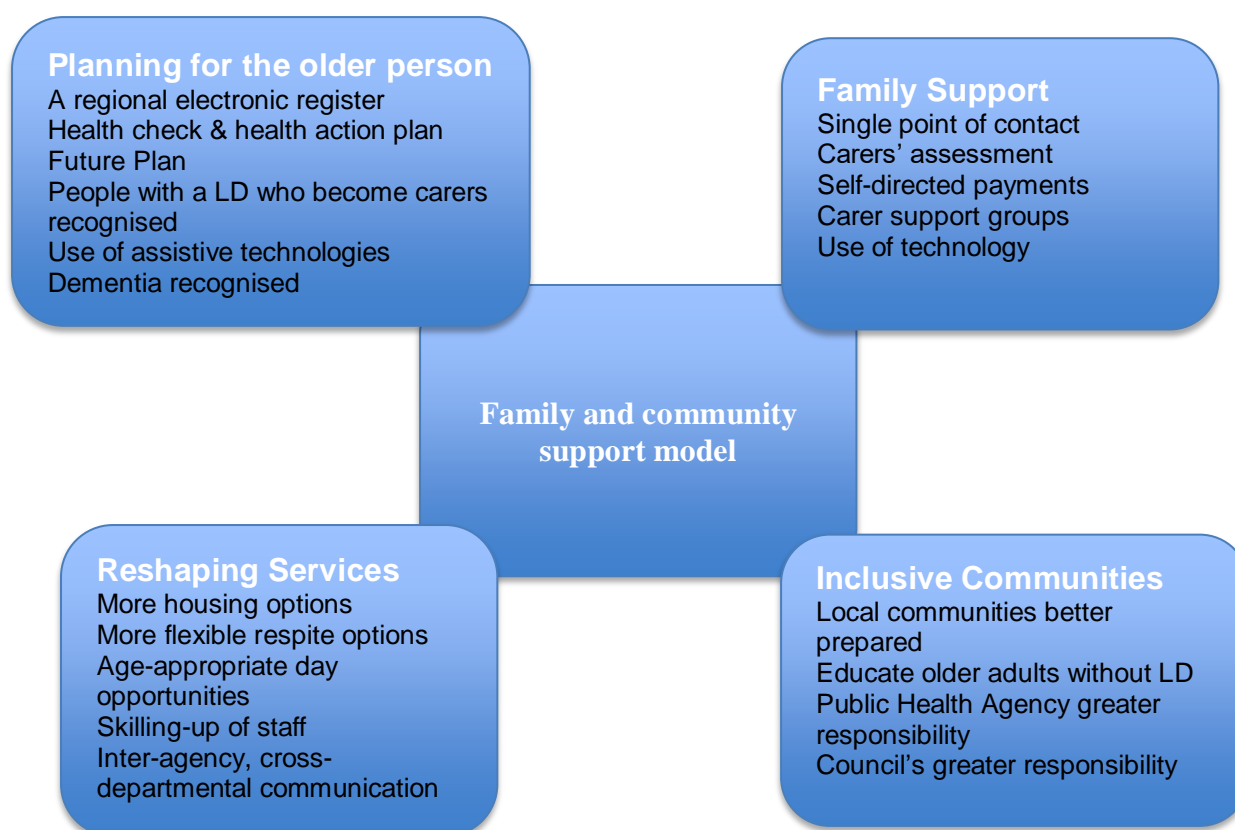 Planning for the older person
A regional electronic register
Health check & health action plan
Future Plan
People with a LD who become carers
recognised
Use of assistive technologies
Dementia recognised
Family Support
Single point of contact
Carers’ assessment
Self-directed payments
Carer support groups
Use of technology
Family and community
support model
Reshaping Services
More housing options
More flexible respite options
Age-appropriate day
opportunities
Skilling-up of staff
Inter-agency, cross-
departmental communication
Inclusive Communities
Local communities better
prepared
Educate older adults without LD
Public Health Agency greater
responsibility
Council’s greater responsibility